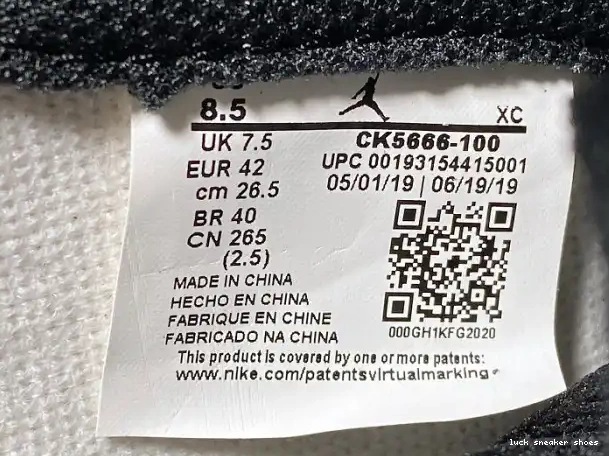 8.5
XC
UK 7.5
CK5666-100
EUR 42
UPC 00193154415001
cm 26.5
05/01/19 | 06/19/19
BR 40
CN 265
(2.5)
MADE IN CHINA
HECHO EN CHINA
000GH1KFG2020
FABRIQUE EN CHINE
FABRICADO NA CHINA
This product is covered by one or more patents:
www.nike.com/patentsvirtualmarking
luck sneaker shoes